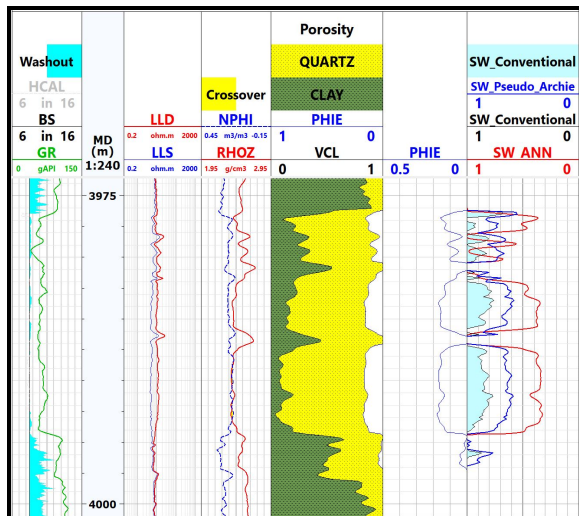 Porosity
Washout QUARTZ SW_Conventional
HCAL SW_Pseudo_Archie
6 in 16 Crossover CLAY 1 0
BS LLD NPHI PHIE SW_Conventional
6 in 16 MD 0.2 ohm.m 2000 0.45 m3/m3 -0.15 1 0 1 0
GR (m) LLS RHOZ VCL PHIE SW_ANN
0 gAPI 150 1:240 0.2 ohm.m 2000 1.95 g/cm3 2.95 0 1 0.5 0 1 0
3975
4000